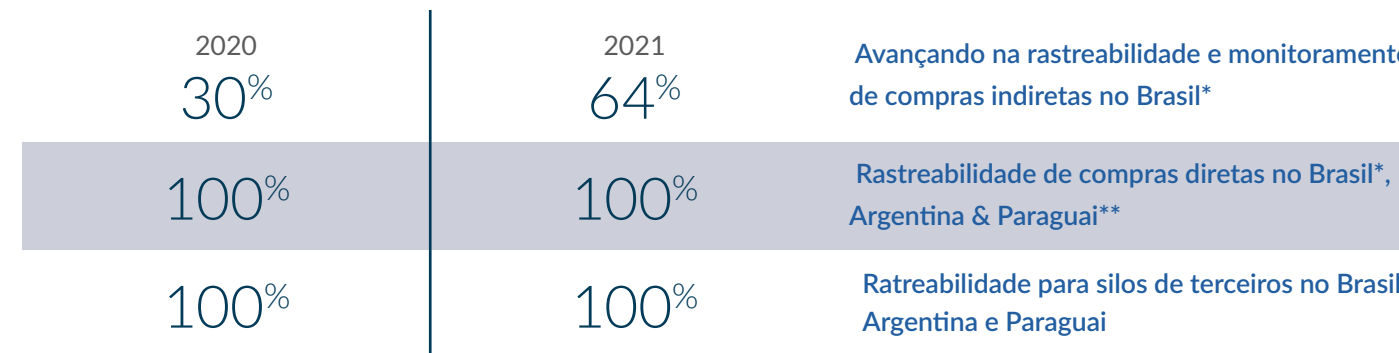 2020
2021
30%
64%
Avançando na rastreabilidade e monitoramento
de compras indiretas no Brasil*
100%
100%
Rastreabilidade de compras diretas no Brasil*,
Argentina & Paraguai**
100%
100%
Ratreabilidade para silos de terceiros no Brasil
Argentina e Paraguai